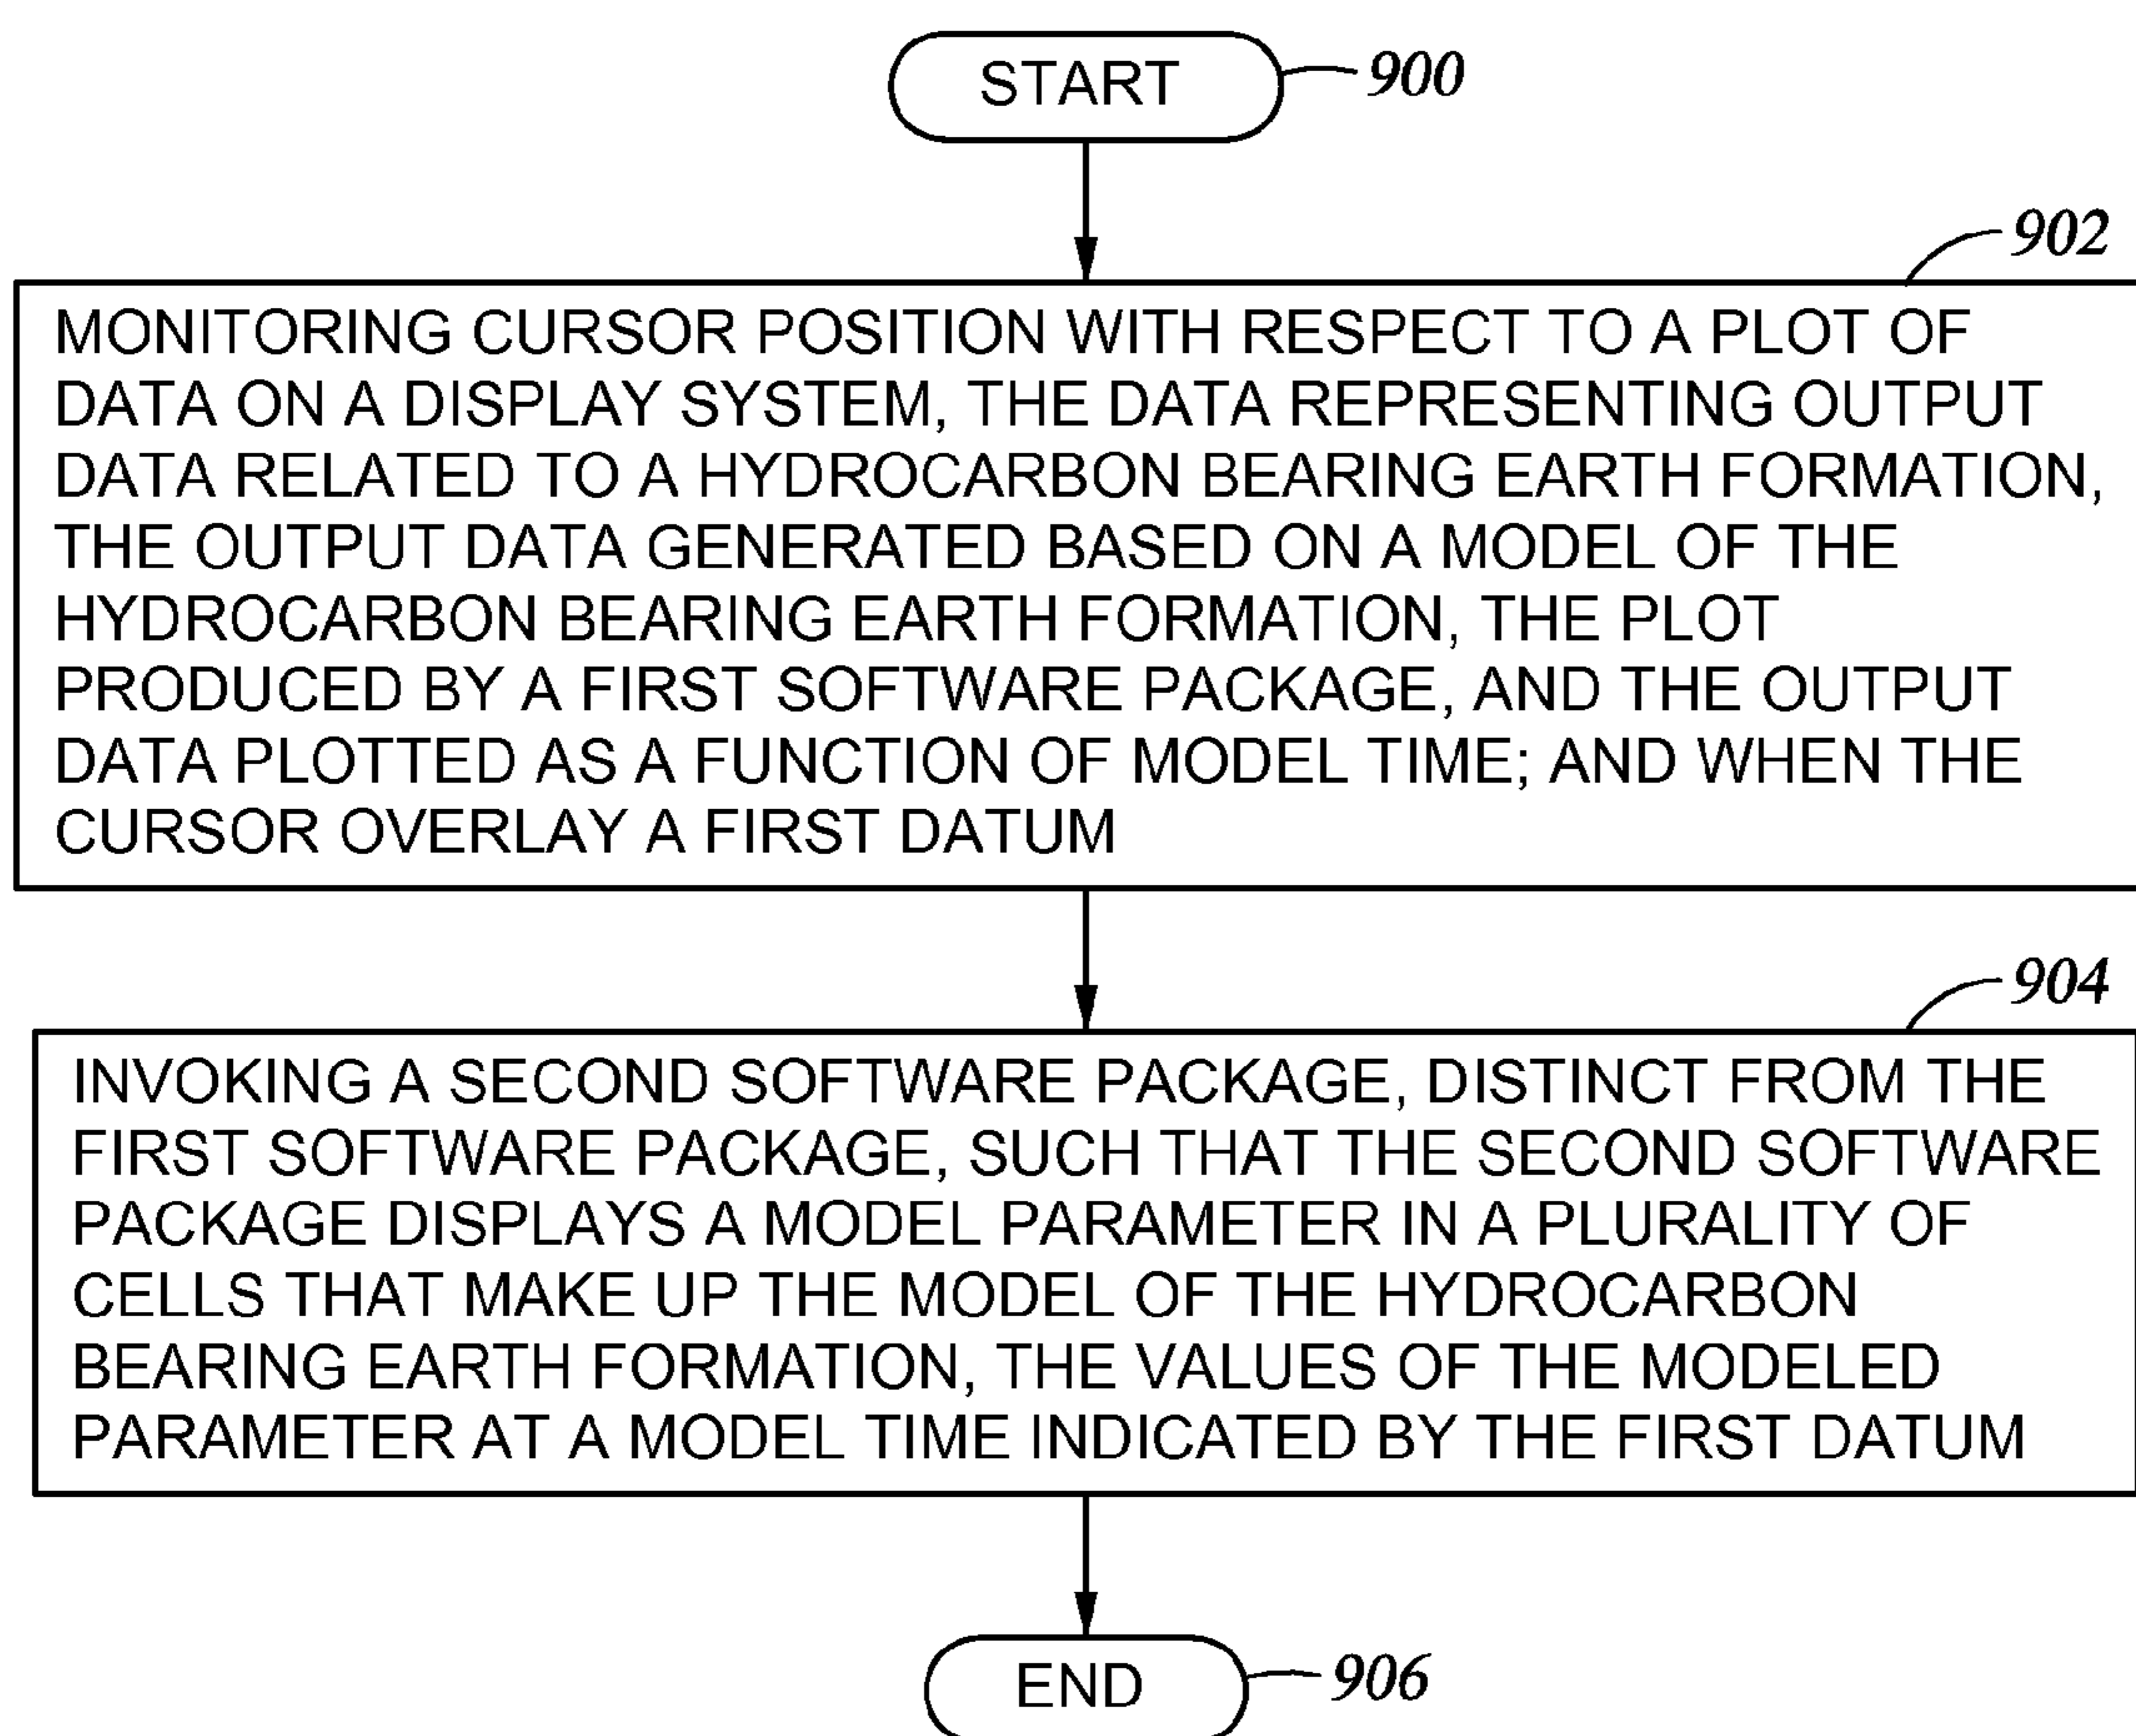 START
900
902
MONITORING CURSOR POSITION WITH RESPECT TO A PLOT OF
DATA ON A DISPLAY SYSTEM, THE DATA REPRESENTING OUTPUT
DATA RELATED TO A HYDROCARBON BEARING EARTH FORMATION,
THE OUTPUT DATA GENERATED BASED ON A MODEL OF THE
HYDROCARBON BEARING EARTH FORMATION, THE PLOT
PRODUCED BY A FIRST SOFTWARE PACKAGE, AND THE OUTPUT
DATA PLOTTED AS A FUNCTION OF MODEL TIME; AND WHEN THE
CURSOR OVERLAY A FIRST DATUM
904
INVOKING A SECOND SOFTWARE PACKAGE, DISTINCT FROM THE
FIRST SOFTWARE PACKAGE, SUCH THAT THE SECOND SOFTWARE
PACKAGE DISPLAYS A MODEL PARAMETER IN A PLURALITY OF
CELLS THAT MAKE UP THE MODEL OF THE HYDROCARBON
BEARING EARTH FORMATION, THE VALUES OF THE MODELED
PARAMETER AT A MODEL TIME INDICATED BY THE FIRST DATUM
END
906